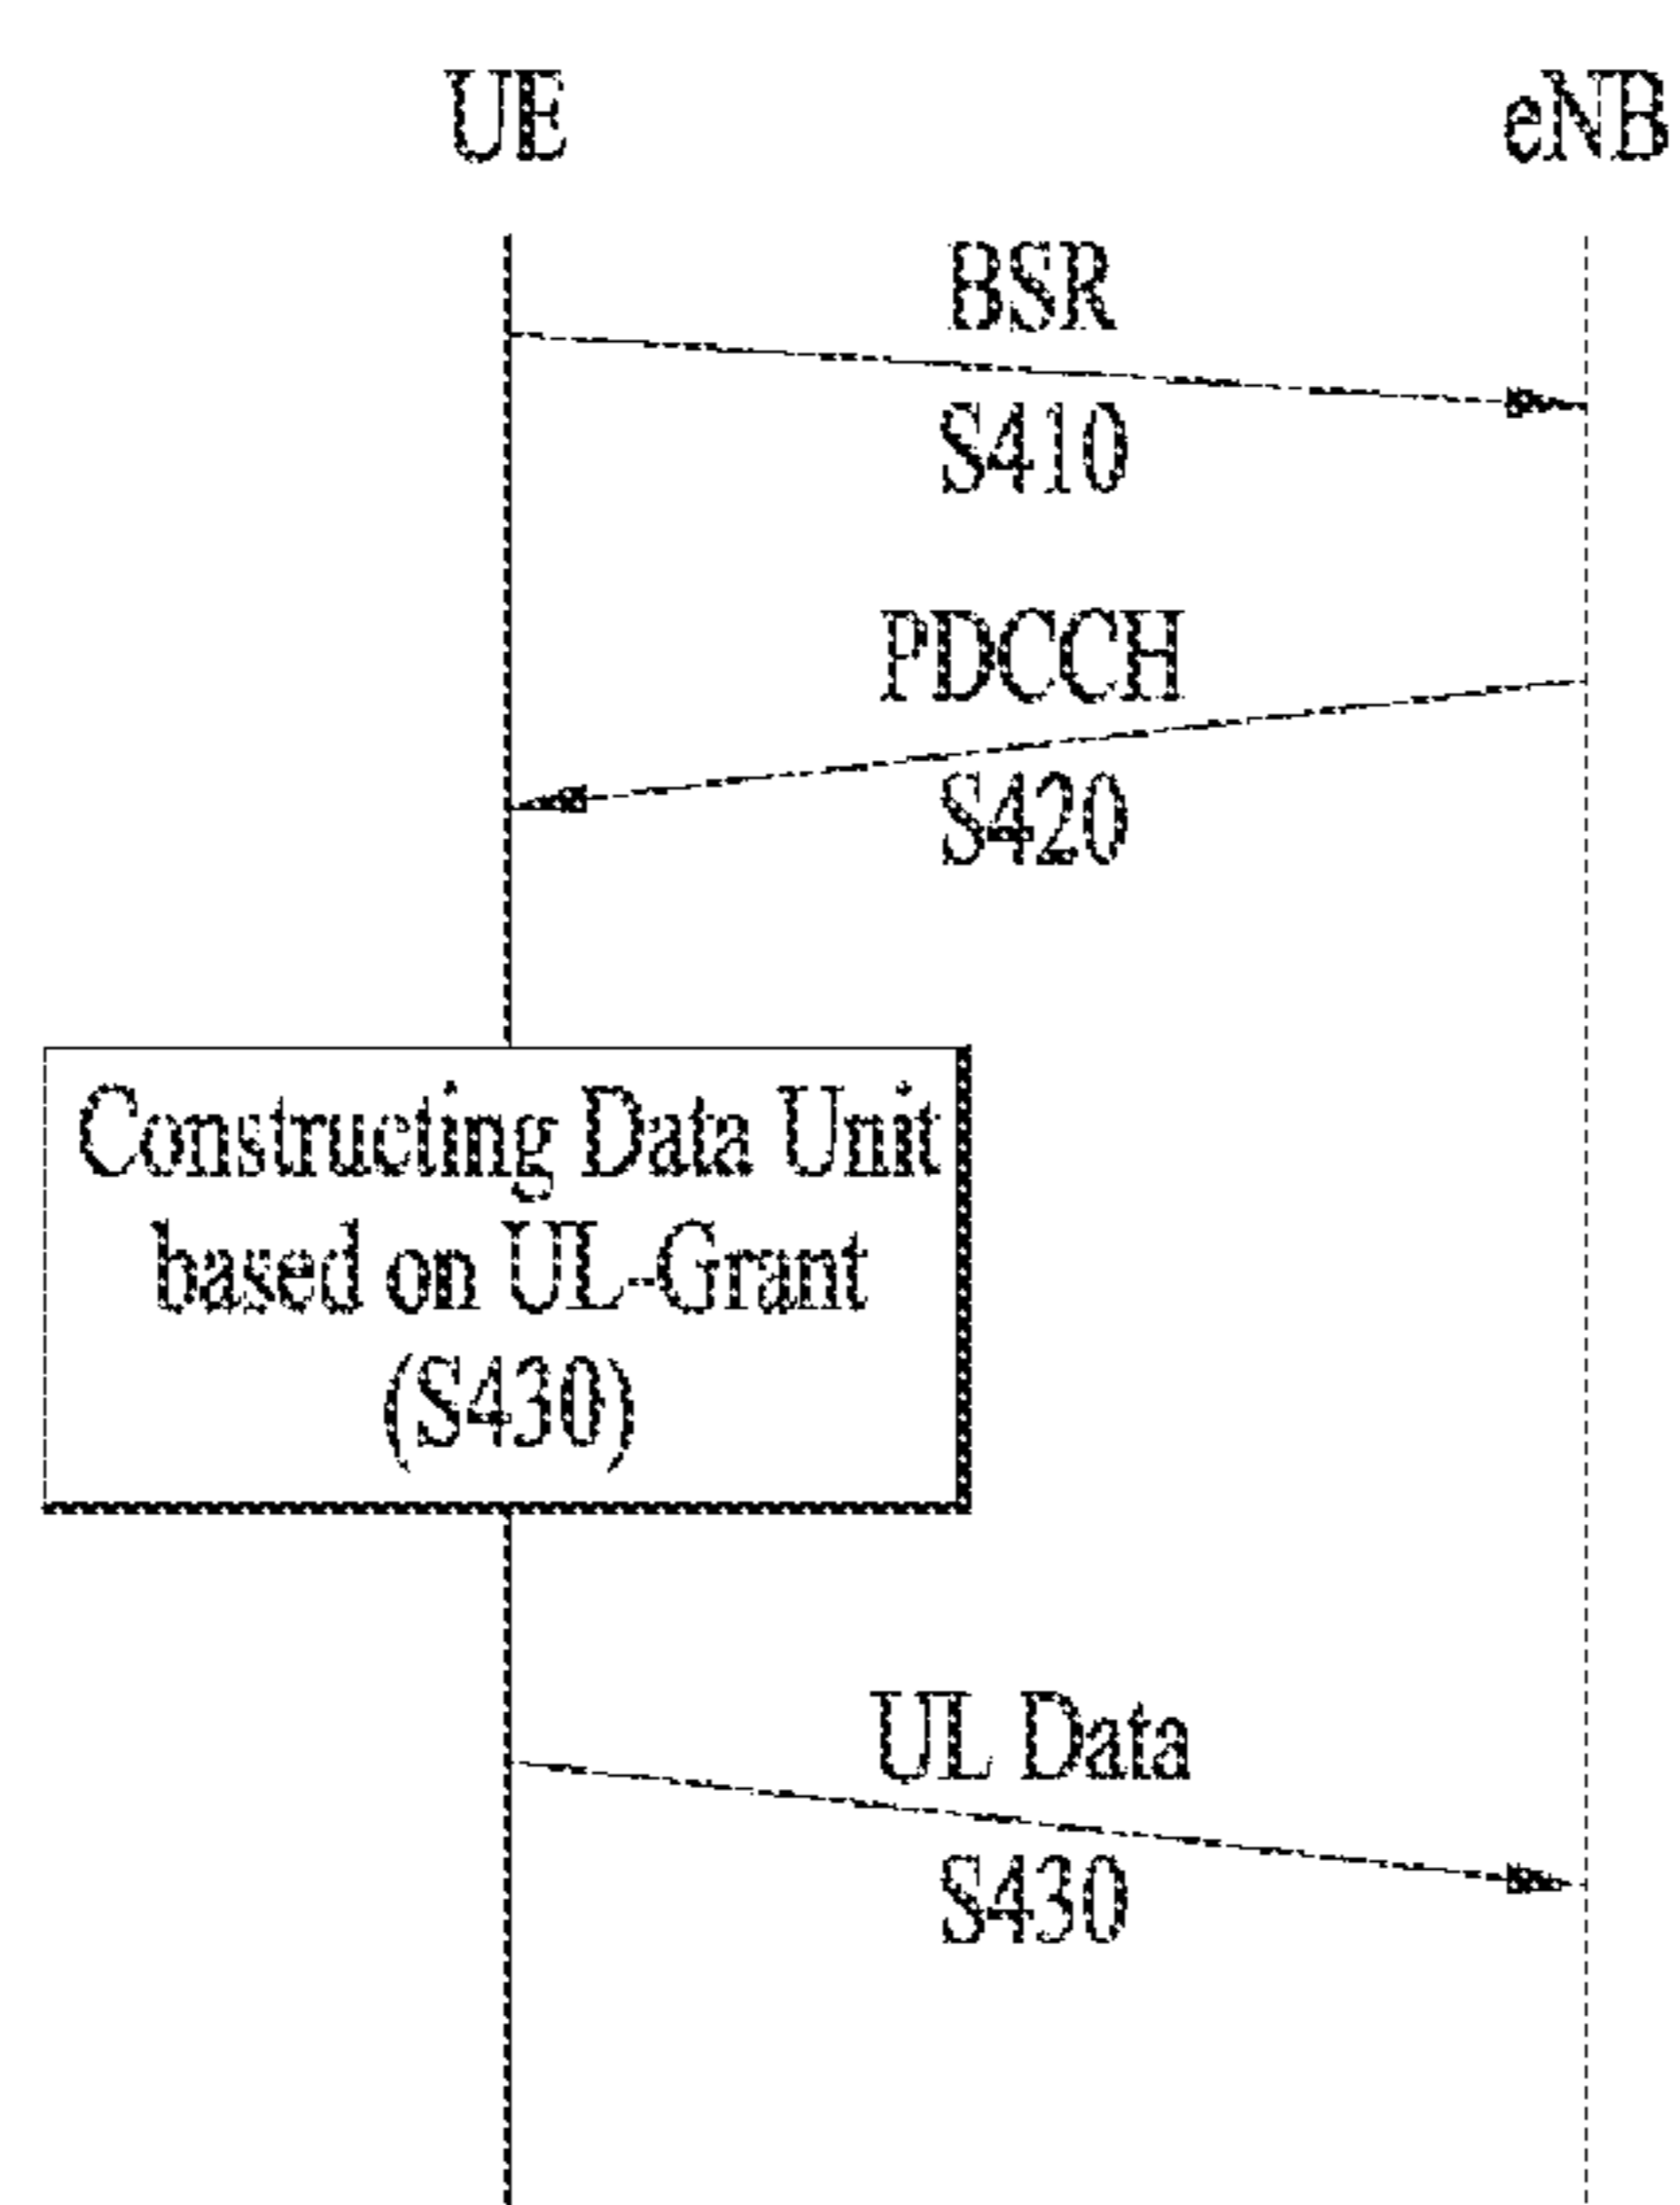 UE
eNB
BSR
S410
PDCCH
S420
Constructing Data Unit
based on UL-Grant
(S430)
UL Data
S430